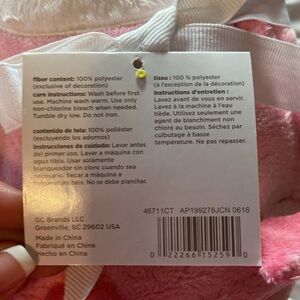 fiber content: 100% polyester
(exclusive of decoration)
care instructions: Wash before first
use. Machine wash warm. Use only
non-chlorine bleach when needed.
Tumble dry low. Do not iron.
contenido de tela: 100% poliéster
(excluyendo los adornos)
instrucciones de cuidado: Lavar antes
del primer uso. Lavar a máquina con
agua tibia. Usar solamente
blanqueador sin cloro cuando sea
necesario. Secar a máquina a
temperatura baja. No se debe planchar.
tissu : 100 % polyester
(à l'exception de la décoration)
instructions d'entretien :
Lavez avant de vous en servir.
Lavez à la machine à l'eau
tiède. Utilisez seulement un
agent de blanchiment non
chloré au besoin. Séchez par
culbutage à basse
température. Ne pas repasser.
46711CT AP199278JCN 0616
GC Brands LLC
Greenville, SC 29602 USA
Made in China
Fabriqué en Chine
Hecho en China
0 22266 15259 0